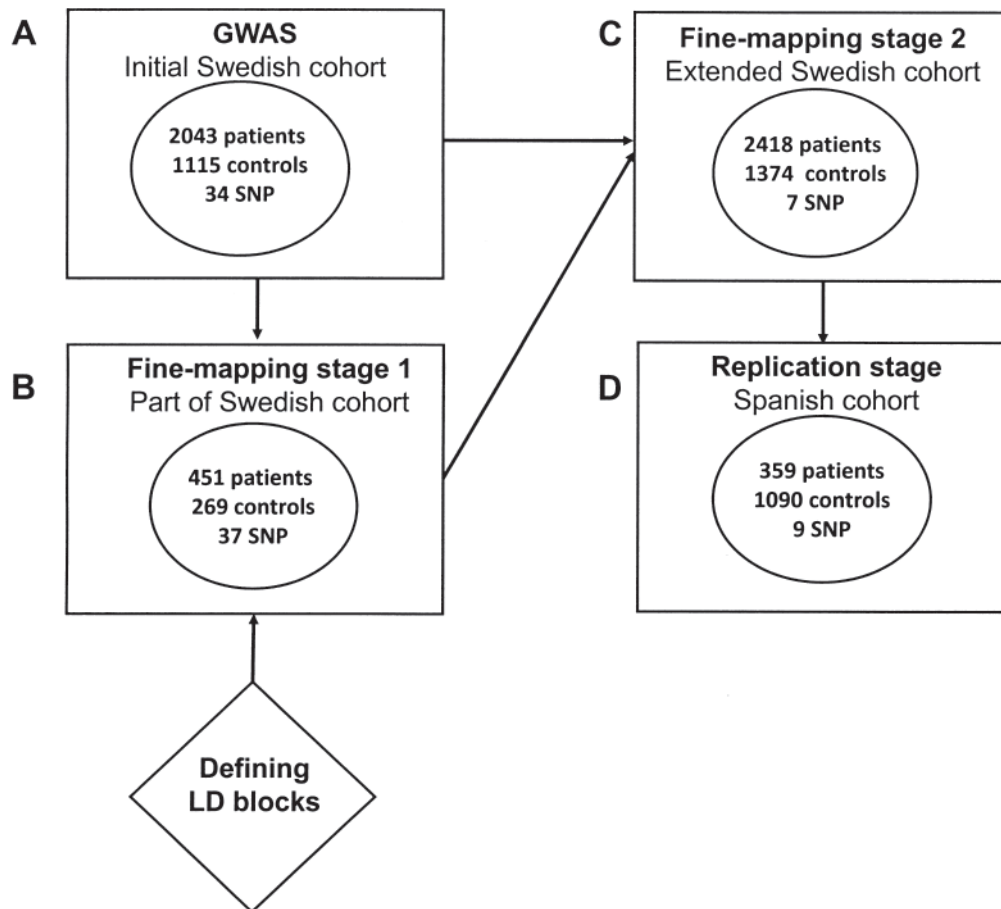 A
GWAS
Initial Swedish cohort
2043 patients
1115 controls
34 SNP
B
Fine-mapping stage 1
Part of Swedish cohort
451 patients
269 controls
37 SNP
Defining
LD blocks
C
Fine-mapping stage 2
Extended Swedish cohort
2418 patients
1374 controls
7 SNP
D
Replication stage
Spanish cohort
359 patients
1090 controls
9 SNP